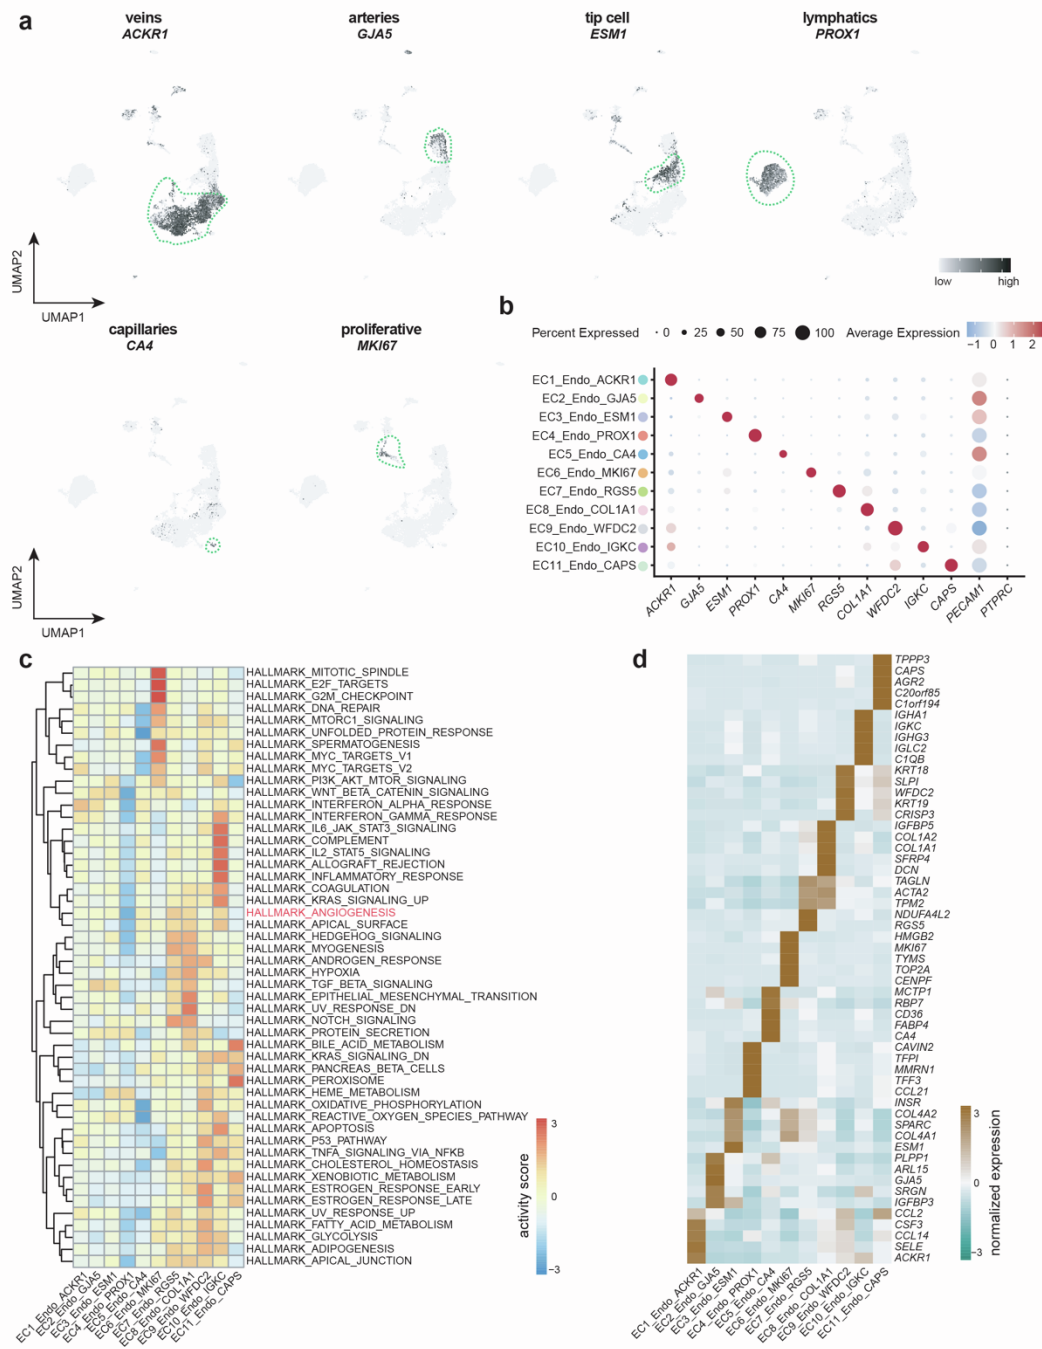 a
veins
ACKR1
arteries
GJA5
tip cell
ESM1
lymphatics
PROX1
UMAP2
UMAP1
low high
capillaries
CA4
proliferative
MKI67
UMAP2
UMAP1
b
Percent Expressed 0 25 50 75 100 Average Expression −1 0 1 2
EC1_Endo_ACKR1
EC2_Endo_GJA5
EC3_Endo_ESM1
EC4_Endo_PROX1
EC5_Endo_CA4
EC6_Endo_MKI67
EC7_Endo_RGS5
EC8_Endo_COL1A1
EC9_Endo_WFDC2
EC10_Endo_IGKC
EC11_Endo_CAPS
ACKR1 GJA5 ESM1 PROX1 CA4 MKI67 RGS5 COL1A1 WFDC2 IGKC CAPS PECAM1 PTPRC
c
HALLMARK_MITOTIC_SPINDLE
HALLMARK_E2F_TARGETS
HALLMARK_G2M_CHECKPOINT
HALLMARK_DNA_REPAIR
HALLMARK_MTORC1_SIGNALING
HALLMARK_UNFOLDED_PROTEIN_RESPONSE
HALLMARK_SPERMATOGENESIS
HALLMARK_MYC_TARGETS_V1
HALLMARK_MYC_TARGETS_V2
HALLMARK_PI3K_AKT_MTOR_SIGNALING
HALLMARK_WNT_BETA_CATENIN_SIGNALING
HALLMARK_INTERFERON_ALPHA_RESPONSE
HALLMARK_INTERFERON_GAMMA_RESPONSE
HALLMARK_IL6_JAK_STAT3_SIGNALING
HALLMARK_COMPLEMENT
HALLMARK_IL2_STAT5_SIGNALING
HALLMARK_ALLOGRAFT_REJECTION
HALLMARK_INFLAMMATORY_RESPONSE
HALLMARK_COAGULATION
HALLMARK_KRAS_SIGNALING_UP
HALLMARK_ANGIOGENESIS
HALLMARK_APICAL_SURFACE
HALLMARK_HEDGEHOG_SIGNALING
HALLMARK_MYOGENESIS
HALLMARK_ANDROGEN_RESPONSE
HALLMARK_HYPOXIA
HALLMARK_TGF_BETA_SIGNALING
HALLMARK_EPITHELIAL_MESENCHYMAL_TRANSITION
HALLMARK_UV_RESPONSE_DN
HALLMARK_NOTCH_SIGNALING
HALLMARK_PROTEIN_SECRETION
HALLMARK_BILE_ACID_METABOLISM
HALLMARK_KRAS_SIGNALING_DN
HALLMARK_PANCREAS_BETA_CELLS
HALLMARK_PEROXISOME
HALLMARK_HEME_METABOLISM
HALLMARK_OXIDATIVE_PHOSPHORYLATION
HALLMARK_REACTIVE_OXYGEN_SPECIES_PATHWAY
HALLMARK_APOPTOSIS
HALLMARK_P53_PATHWAY
HALLMARK_TNFA_SIGNALING_VIA_NFKB
HALLMARK_CHOLESTEROL_HOMEOSTASIS
HALLMARK_XENOBIOTIC_METABOLISM
HALLMARK_ESTROGEN_RESPONSE_EARLY
HALLMARK_ESTROGEN_RESPONSE_LATE
HALLMARK_UV_RESPONSE_UP
HALLMARK_FATTY_ACID_METABOLISM
HALLMARK_GLYCOLYSIS
HALLMARK_ADIPOGENESIS
HALLMARK_APICAL_JUNCTION
EC1_Endo_ACKR1
EC2_Endo_GJA5
EC3_Endo_ESM1
EC4_Endo_PROX1
EC5_Endo_CA4
EC6_Endo_MKI67
EC7_Endo_RGS5
EC8_Endo_COL1A1
EC9_Endo_WFDC2
EC10_Endo_IGKC
EC11_Endo_CAPS
3
0
−3
activity score
d
TPPP3
CAPS
AGR2
C20orf85
C1orf194
IGHA1
IGKC
IGHG3
IGLC2
C1QB
KRT18
SLPI
WFDC2
KRT19
CRISP3
IGFBP5
COL1A2
COL1A1
SFRP4
DCN
TAGLN
ACTA2
TPM2
NDUFA4L2
RGS5
HMGB2
MKI67
TYMS
TOP2A
CENPF
MCTP1
RBP7
CD36
FABP4
CA4
CAVIN2
TFPI
MMRN1
TFF3
CCL21
INSR
COL4A2
SPARC
COL4A1
ESM1
PLPP1
ARL15
GJA5
SRGN
IGFBP3
CCL2
CSF3
CCL14
SELE
ACKR1
EC1_Endo_ACKR1
EC2_Endo_GJA5
EC3_Endo_ESM1
EC4_Endo_PROX1
EC5_Endo_CA4
EC6_Endo_MKI67
EC7_Endo_RGS5
EC8_Endo_COL1A1
EC9_Endo_WFDC2
EC10_Endo_IGKC
EC11_Endo_CAPS
3
0
−3
normalized expression